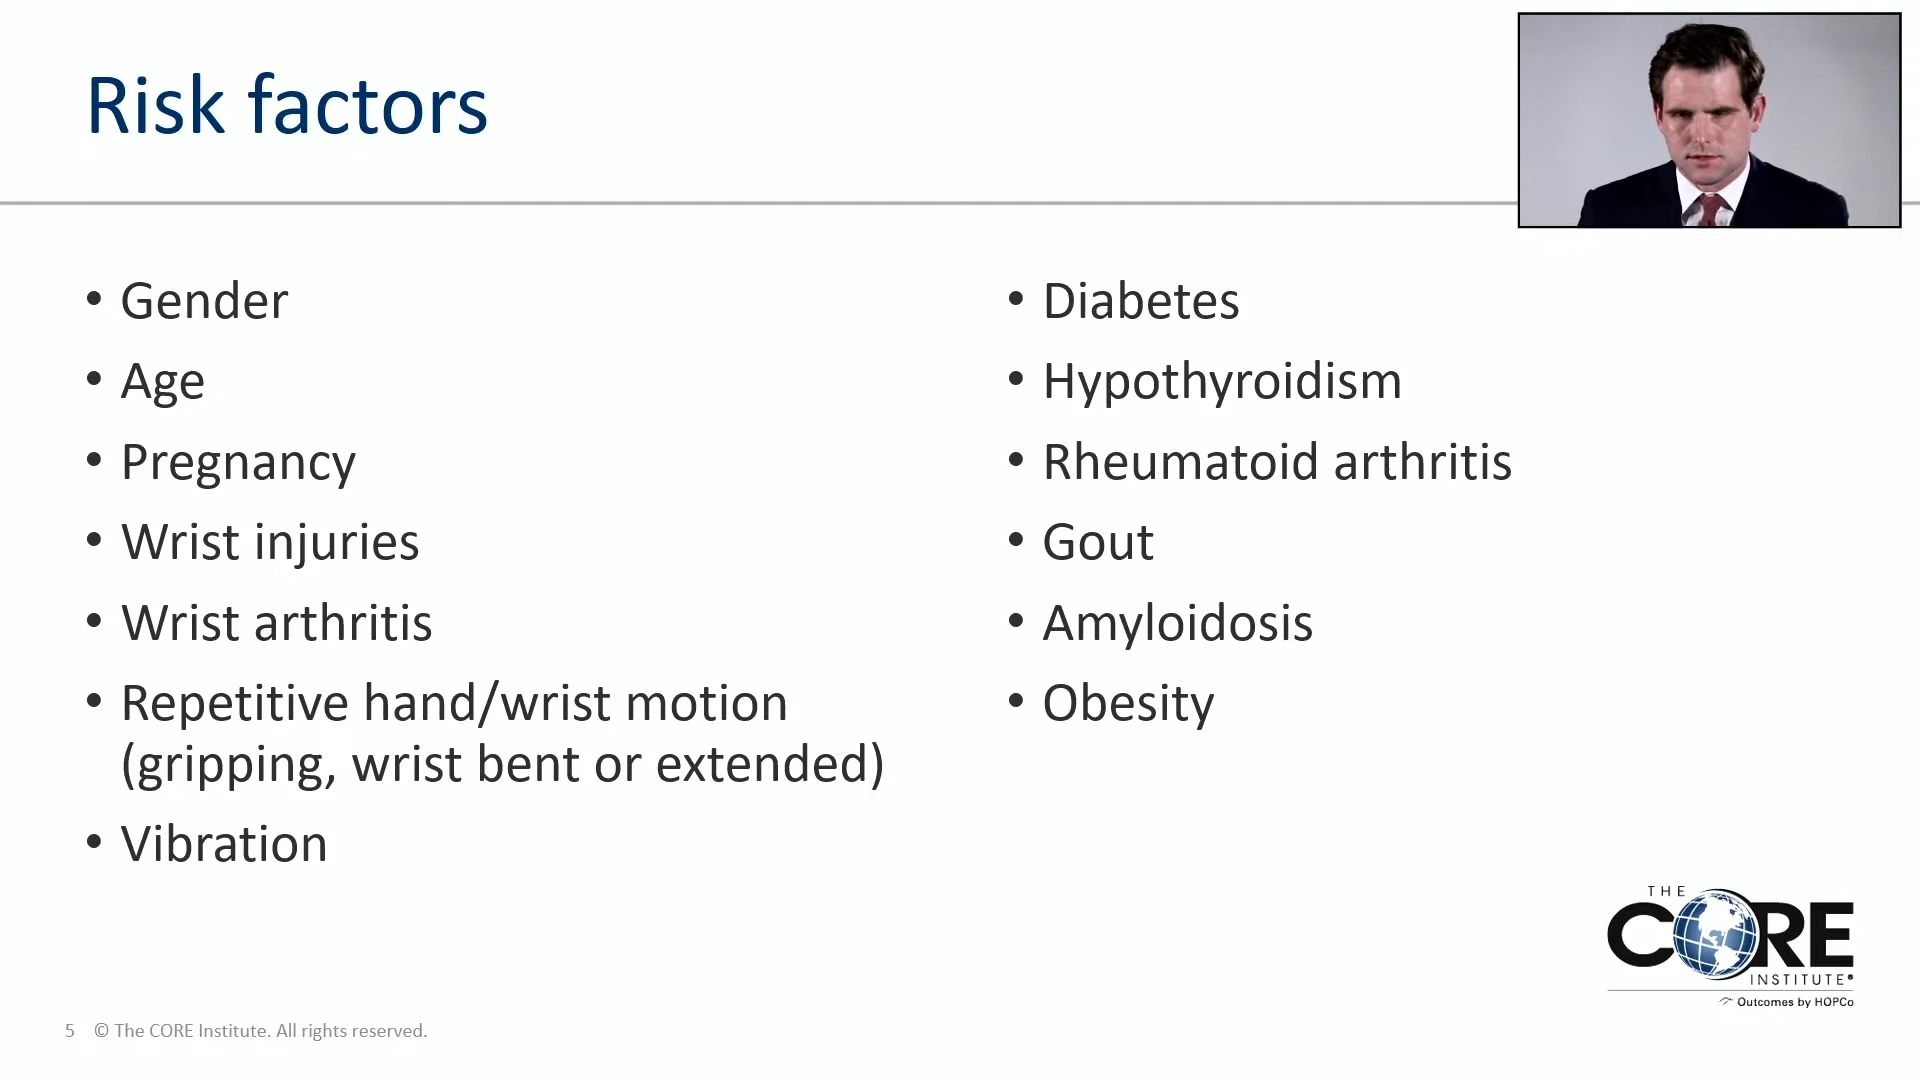 Risk factors
• Gender
• Age
• Pregnancy
• Wrist injuries
• Wrist arthritis
• Repetitive hand/wrist motion
(gripping, wrist bent or extended)
• Vibration
• Diabetes
• Hypothyroidism
• Rheumatoid arthritis
• Gout
• Amyloidosis
• Obesity
THE
CORE
INSTITUTE®
Outcomes by HOPCo
5 © The CORE Institute. All rights reserved.